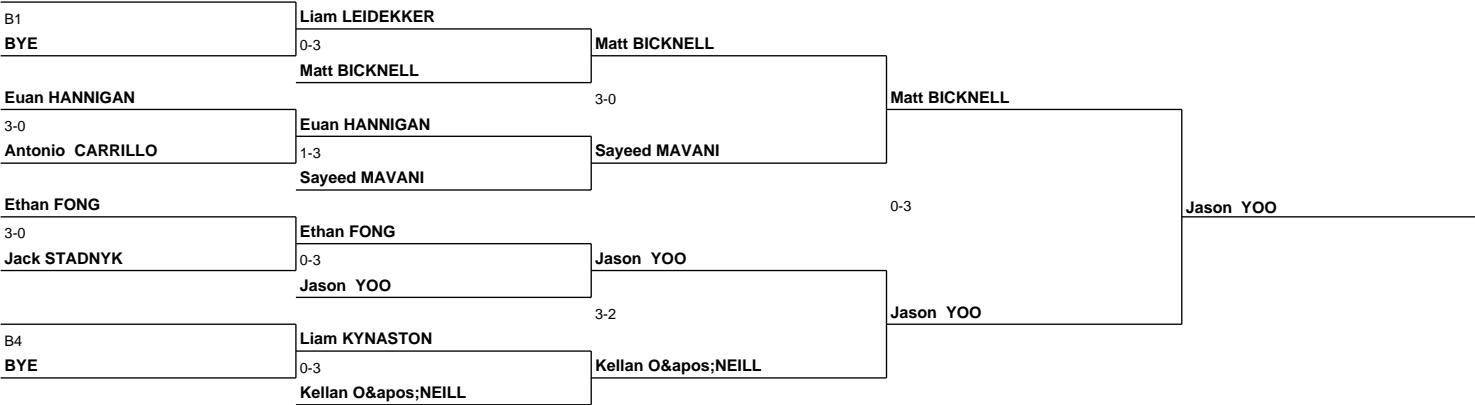 B1
BYE
Euan HANNIGAN
3-0
Antonio  CARRILLO
Ethan FONG
3-0
Jack STADNYK
B4
BYE
Liam LEIDEKKER
0-3
Matt BICKNELL
Euan HANNIGAN
1-3
Sayeed MAVANI
Ethan FONG
0-3
Jason  YOO
Liam KYNASTON
0-3
Kellan O&apos;NEILL
Matt BICKNELL
3-0
Sayeed MAVANI
Jason  YOO
3-2
Kellan O&apos;NEILL
Matt BICKNELL
0-3
Jason  YOO
Jason  YOO